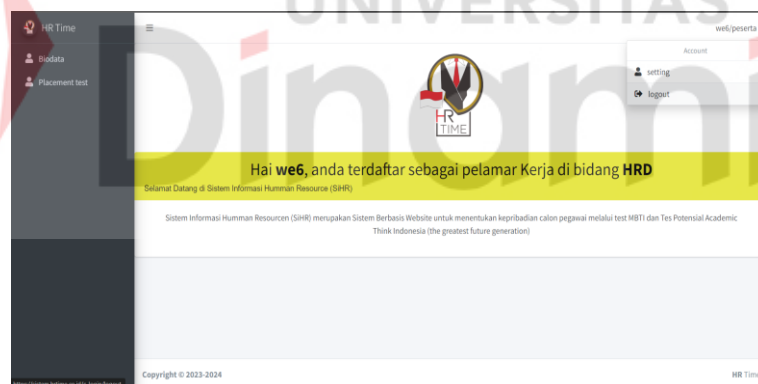 UNIVERSITAS
Dinami
HR Time
we6/peserta
Biodata
Placement test
Account
setting
logout
HR
TIME
Hai we6, anda terdaftar sebagai pelamar Kerja di bidang HRD
Selamat Datang di Sistem Informasi Humman Resource (SiHR)
Sistem Informasi Humman Resourcen (SiHR) merupakan Sistem Berbasis Website untuk menentukan kepribadian calon pegawai melalui test MBTI dan Tes Potensial Academic
Think Indonesia (the greatest future generation)
Copyright © 2023-2024
HR Time